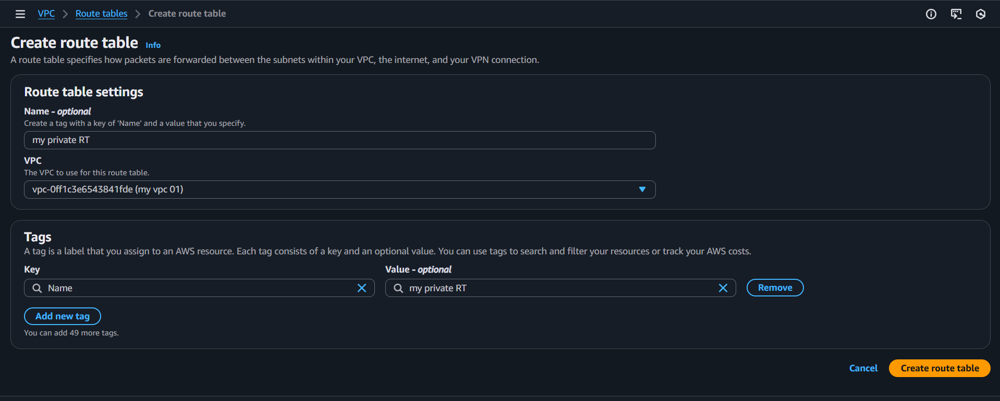 VPC > Route tables > Create route table
Create route table Info
A route table specifies how packets are forwarded between the subnets within your VPC, the internet, and your VPN connection.
Route table settings
Name - optional
Create a tag with a key of 'Name' and a value that you specify.
my private RT
VPC
The VPC to use for this route table.
vpc-0ff1c3e6543841fde (my vpc 01)
Tags
A tag is a label that you assign to an AWS resource. Each tag consists of a key and an optional value. You can use tags to search and filter your resources or track your AWS costs.
Key Value - optional
Name my private RT Remove
Add new tag
You can add 49 more tags.
Cancel Create route table